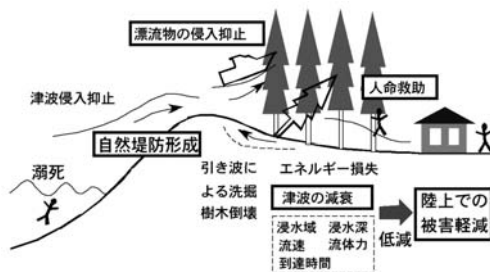 漂流物の侵入抑止
人命救助
津波侵入抑止
自然堤防形成
溺死
引き波に
よる洗掘
樹木倒壊
エネルギー損失
津波の減衰
浸水域　浸水深
流速　流体力
到達時間
低減
陸上での
被害軽減